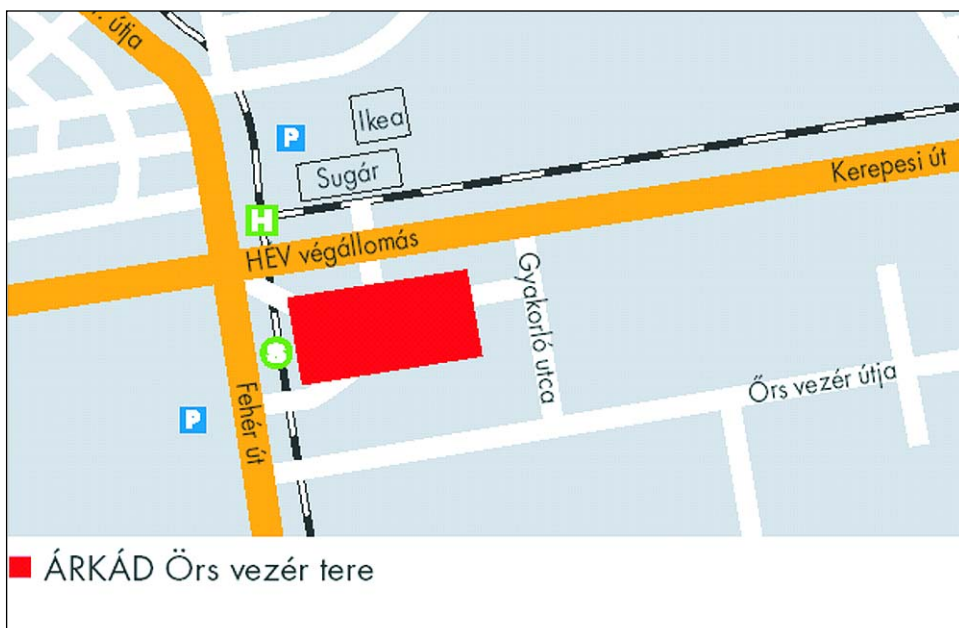 . útja
P
Ikea
Sugár
Kerepesi út
H
HÉV végállomás
Gyakorló utca
S
Őrs vezér útja
P
Fehér út
ÁRKÁD Örs vezér tere